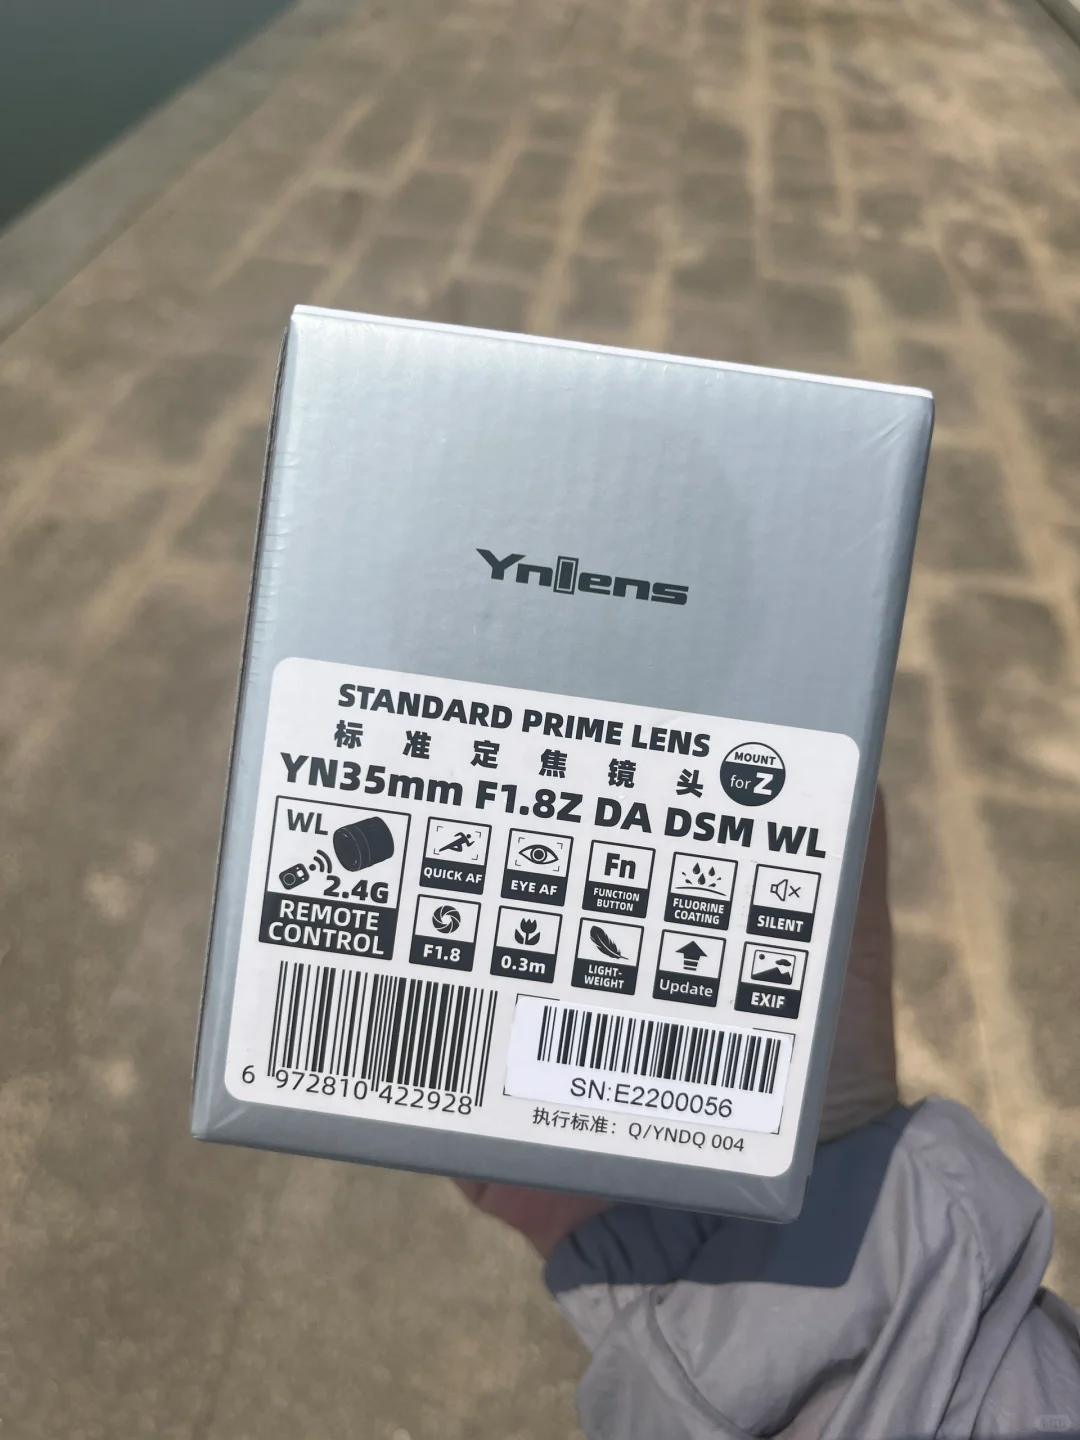 Ynlens
STANDARD PRIME LENS
标准定焦镜头
MOUNT
for Z
YN35mm F1.8Z DA DSM WL
WL
2.4G
REMOTE
CONTROL
QUICK AF
EYE AF
Fn
FUNCTION
BUTTON
FLUORINE
COATING
SILENT
F1.8
0.3m
LIGHT-
WEIGHT
Update
EXIF
6 972810 422928
SN:E2200056
执行标准: Q/YNDQ 004